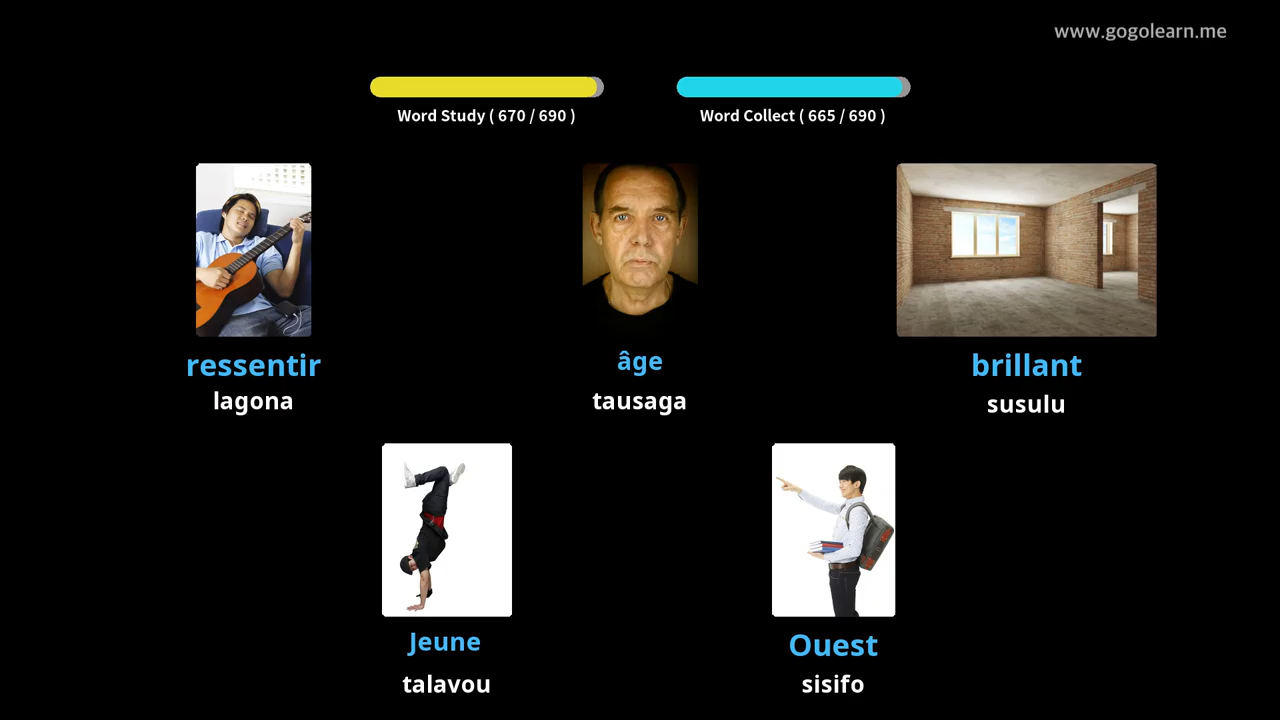 www.gogolearn.me
Word Study ( 670 / 690 )
Word Collect ( 665 / 690 )
ressentir
lagona
âge
tausaga
brillant
susulu
Jeune
talavou
Ouest
sisifo